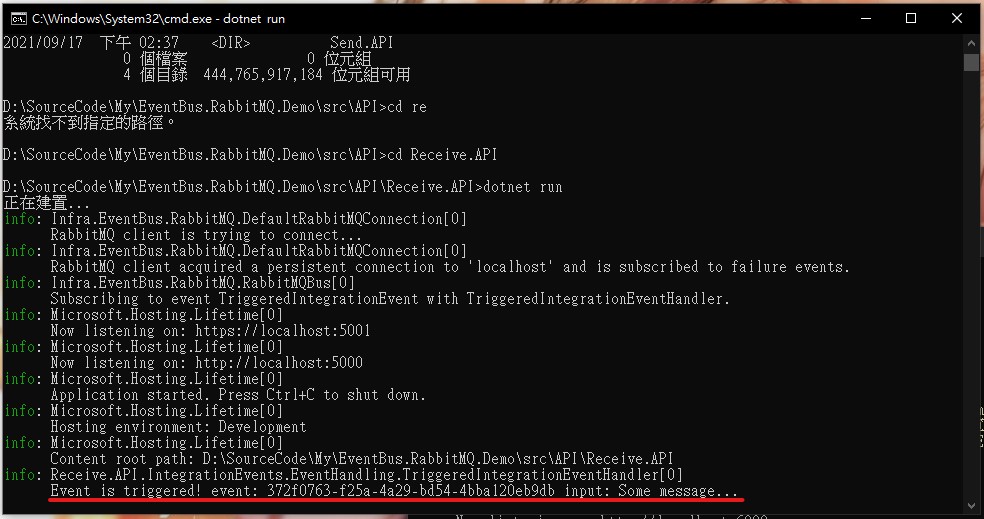 C:\Windows\System32\cmd.exe - dotnet run
2021/09/17 下午 02:37 <DIR> Send.API
0 個檔案 0 位元組
4 個目錄 444,765,917,184 位元組可用
D:\SourceCode\My\EventBus.RabbitMQ.Demo\src\API>cd re
系統找不到指定的路徑。
D:\SourceCode\My\EventBus.RabbitMQ.Demo\src\API>cd Receive.API
D:\SourceCode\My\EventBus.RabbitMQ.Demo\src\API\Receive.API>dotnet run
正在建置...
info: Infra.EventBus.RabbitMQ.DefaultRabbitMQConnection[0]
RabbitMQ client is trying to connect...
info: Infra.EventBus.RabbitMQ.DefaultRabbitMQConnection[0]
RabbitMQ client acquired a persistent connection to 'localhost' and is subscribed to failure events.
info: Infra.EventBus.RabbitMQ.RabbitMQBus[0]
Subscribing to event TriggeredIntegrationEvent with TriggeredIntegrationEventHandler.
info: Microsoft.Hosting.Lifetime[0]
Now listening on: https://localhost:5001
info: Microsoft.Hosting.Lifetime[0]
Now listening on: http://localhost:5000
info: Microsoft.Hosting.Lifetime[0]
Application started. Press Ctrl+C to shut down.
info: Microsoft.Hosting.Lifetime[0]
Hosting environment: Development
info: Microsoft.Hosting.Lifetime[0]
Content root path: D:\SourceCode\My\EventBus.RabbitMQ.Demo\src\API\Receive.API
info: Receive.API.IntegrationEvents.EventHandling.TriggeredIntegrationEventHandler[0]
Event is triggered! event: 372f0763-f25a-4a29-bd54-4bba120eb9db input: Some message...